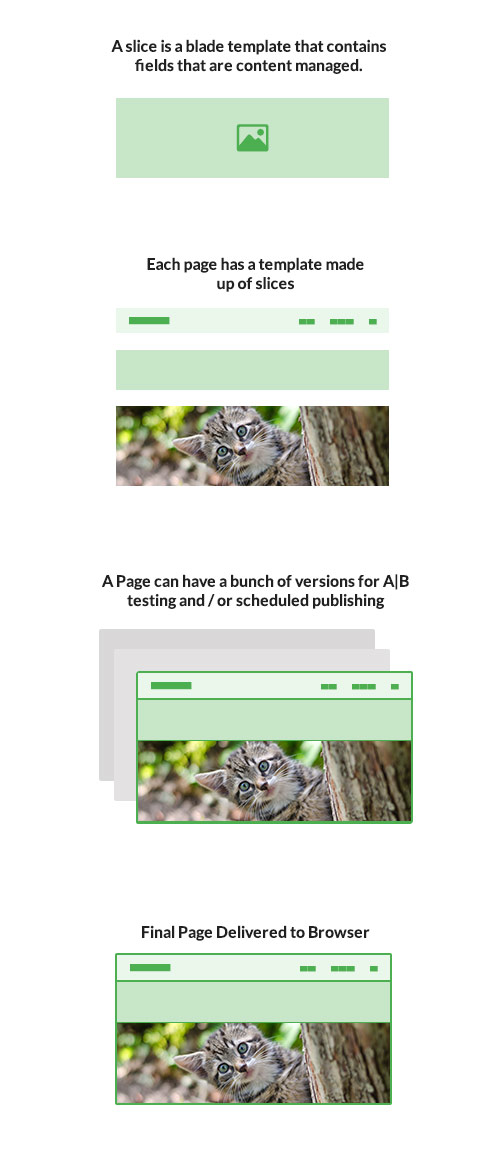 A slice is a blade template that contains
fields that are content managed.
Each page has a template made
up of slices
A Page can have a bunch of versions for A|B
testing and / or scheduled publishing
Final Page Delivered to Browser